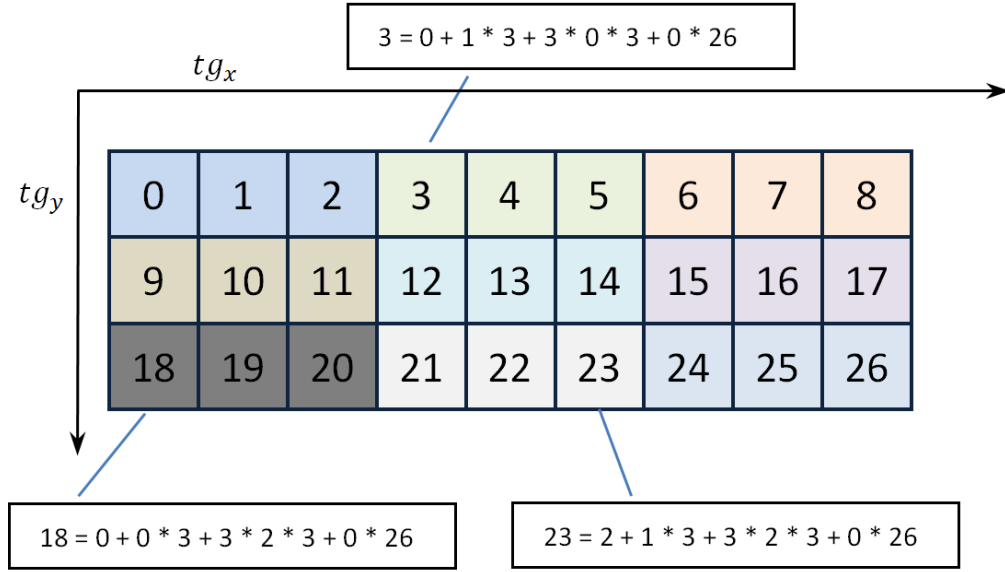 3 = 0 + 1 * 3 + 3 * 0 * 3 + 0 * 26
tgx
tgy
0 1 2 3 4 5 6 7 8
9 10 11 12 13 14 15 16 17
18 19 20 21 22 23 24 25 26
18 = 0 + 0 * 3 + 3 * 2 * 3 + 0 * 26
23 = 2 + 1 * 3 + 3 * 2 * 3 + 0 * 26